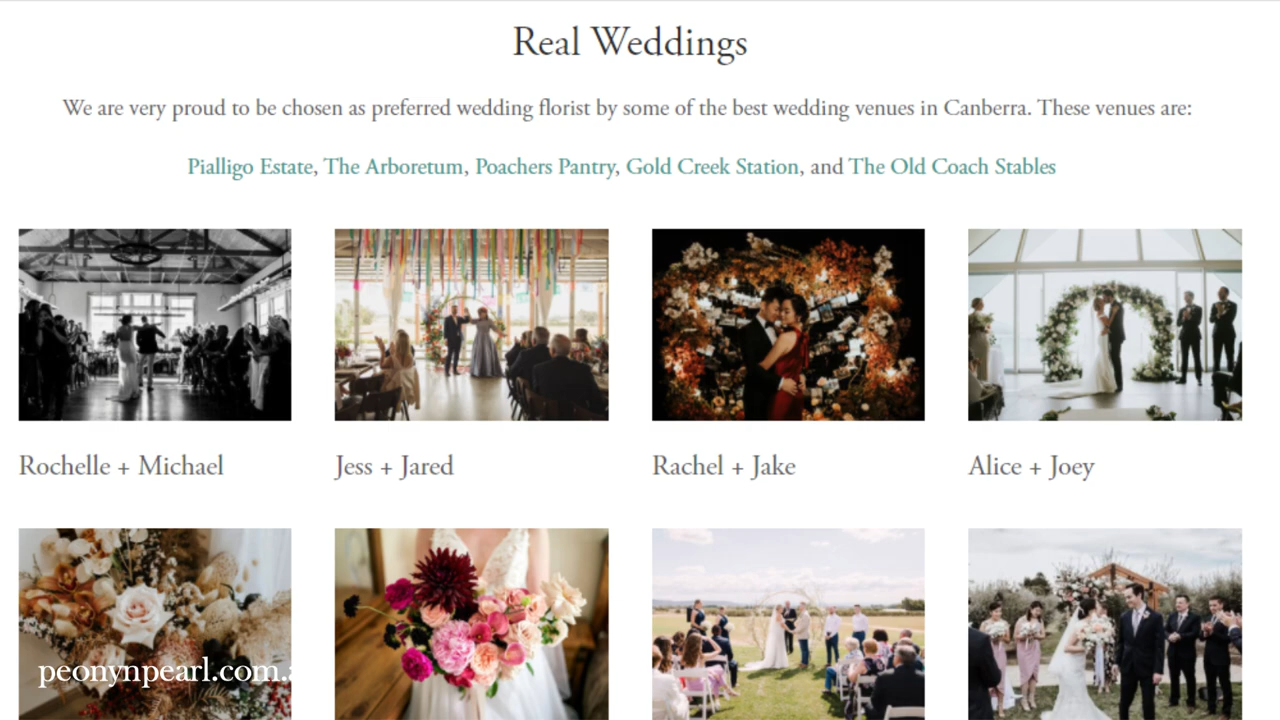 Real Weddings
We are very proud to be chosen as preferred wedding florist by some of the best wedding venues in Canberra. These venues are:
Pialligo Estate, The Arboretum, Poachers Pantry, Gold Creek Station, and The Old Coach Stables
Rochelle + Michael
Jess + Jared
Rachel + Jake
Alice + Joey
peonynpearl.com.a